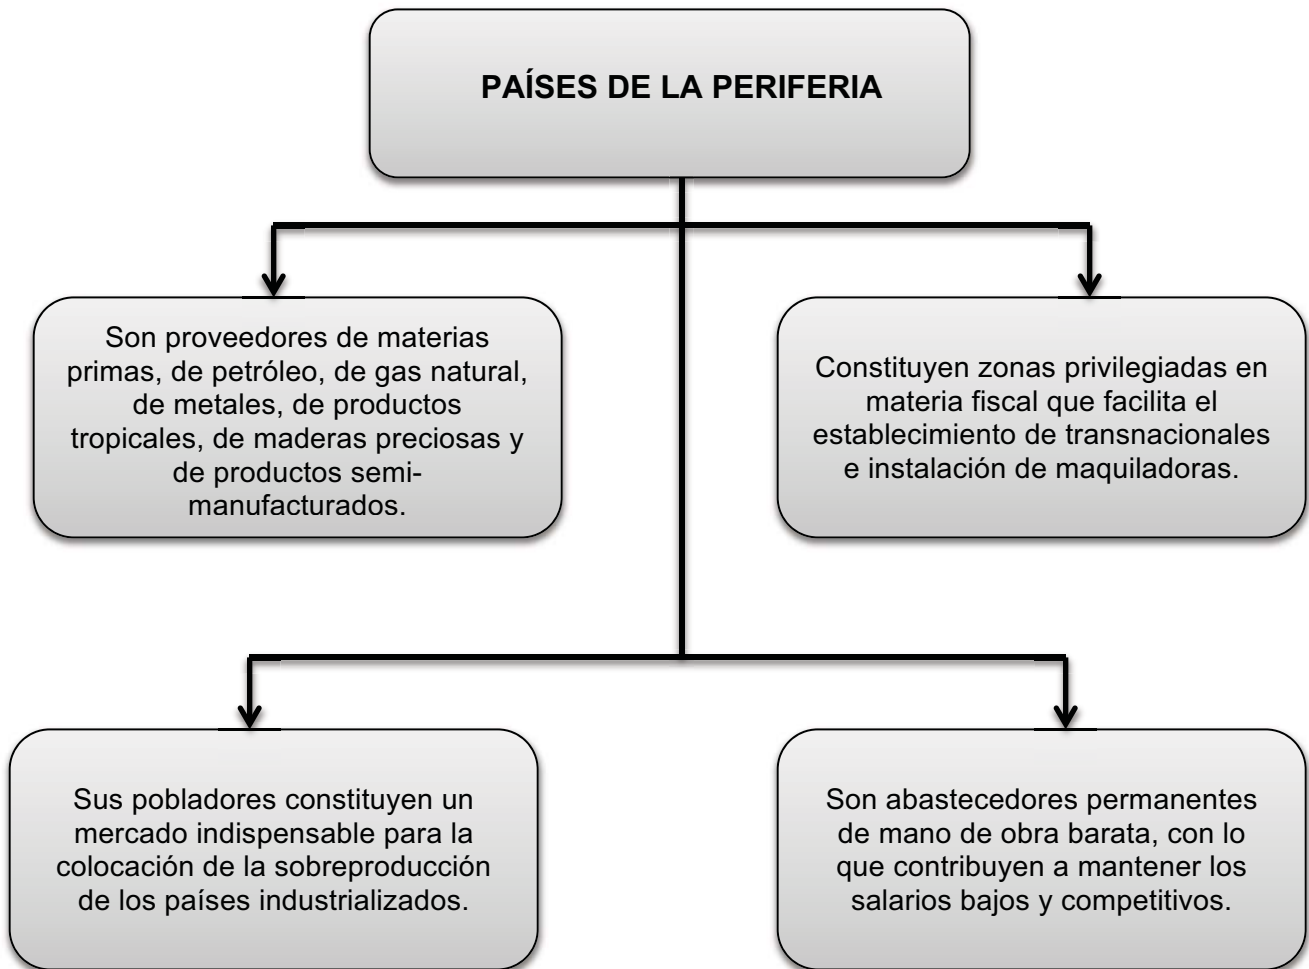 PAÍSES DE LA PERIFERIA
Son proveedores de materias
primas, de petróleo, de gas natural,
de metales, de productos
tropicales, de maderas preciosas y
de productos semi-
manufacturados.
Constituyen zonas privilegiadas en
materia fiscal que facilita el
establecimiento de transnacionales
e instalación de maquiladoras.
Sus pobladores constituyen un
mercado indispensable para la
colocación de la sobreproducción
de los países industrializados.
Son abastecedores permanentes
de mano de obra barata, con lo
que contribuyen a mantener los
salarios bajos y competitivos.